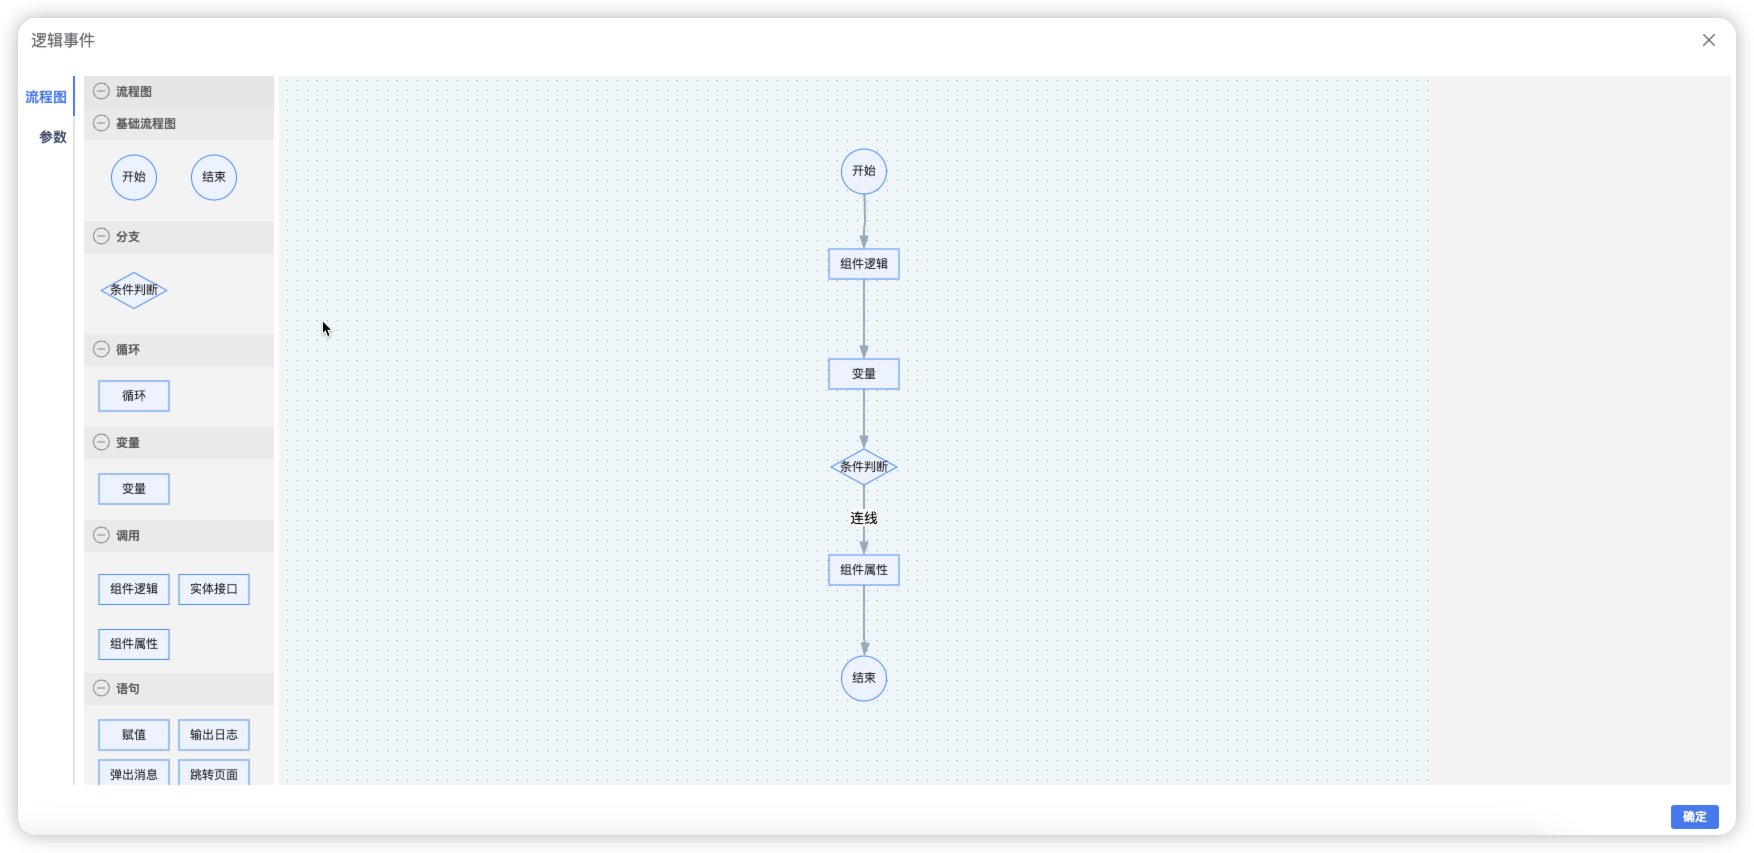 逻辑事件
流程图
参数
流程图
基础流程图
开始 结束
分支
条件判断
循环
循环
变量
变量
调用
组件逻辑 实体接口
组件属性
语句
赋值 输出日志
弹出消息 跳转页面
开始
组件逻辑
变量
条件判断
连线
组件属性
结束
确定